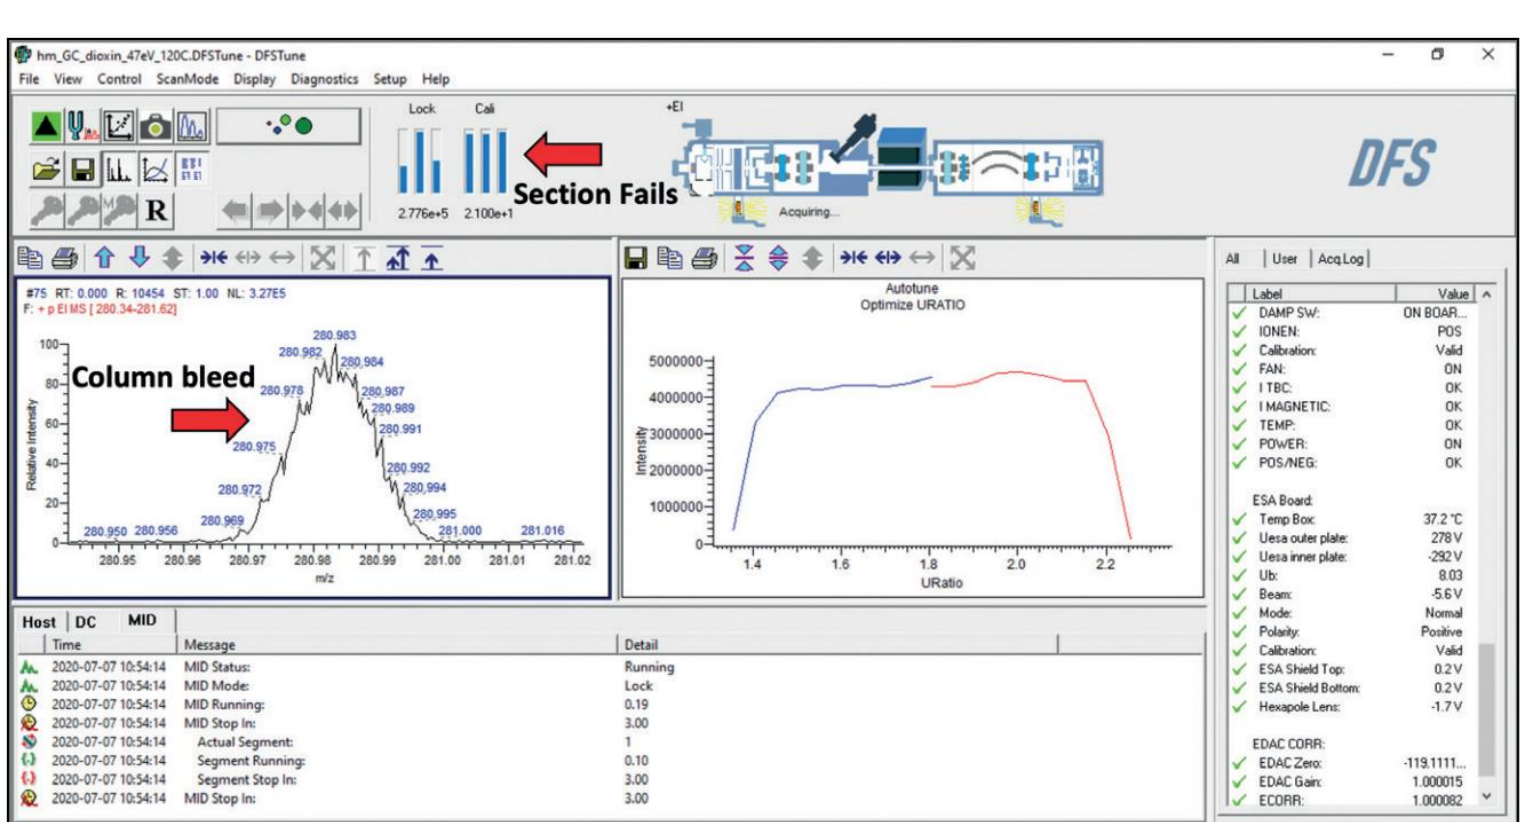 hm_GC_dioxin_47eV_120C.DFSTune - DFSTune
File View Control ScanMode Display Diagnostics Setup Help
Lock Cali
2.776e+5 2.100e+1
Section Fails
+EI
Acquiring...
DFS
R
#75 RT: 0.000 R: 10454 ST: 1.00 NL: 3.27E5
F: + p EI MS [ 280.34-281.62]
Column bleed
Relative Intensity
100
80
60
40
20
0
280.983
280.982
280.984
280.978
280.987
280.989
280.991
280.975
280.992
280.972
280.994
280.969
280.995
280.950 280.956
281.000
281.016
280.95 280.96 280.97 280.98 280.99 281.00 281.01 281.02
m/z
Autotune
Optimize URATIO
Intensity
5000000
4000000
3000000
2000000
1000000
0
1.4 1.6 1.8 2.0 2.2
URatio
All User Acq.Log
Label Value
DAMP SW: ON BOAR...
IONEN: POS
Calibration: Valid
FAN: ON
I TBC: OK
I MAGNETIC: OK
TEMP: OK
POWER: ON
POS/NEG: OK
ESA Board:
Temp Box: 37.2 °C
Uesa outer plate: 278 V
Uesa inner plate: -292 V
Ub: 8.03
Beam: -5.6 V
Mode: Normal
Polarity: Positive
Calibration: Valid
ESA Shield Top: 0.2 V
ESA Shield Bottom: 0.2 V
Hexapole Lens: -1.7 V
EDAC CORR:
EDAC Zero: -119.1111...
EDAC Gain: 1.000015
ECORR: 1.000082
Host DC MID
Time Message Detail
2020-07-07 10:54:14 MID Status: Running
2020-07-07 10:54:14 MID Mode: Lock
2020-07-07 10:54:14 MID Running: 0.19
2020-07-07 10:54:14 MID Stop In: 3.00
2020-07-07 10:54:14 Actual Segment: 1
2020-07-07 10:54:14 Segment Running: 0.10
2020-07-07 10:54:14 Segment Stop In: 3.00
2020-07-07 10:54:14 MID Stop In: 3.00